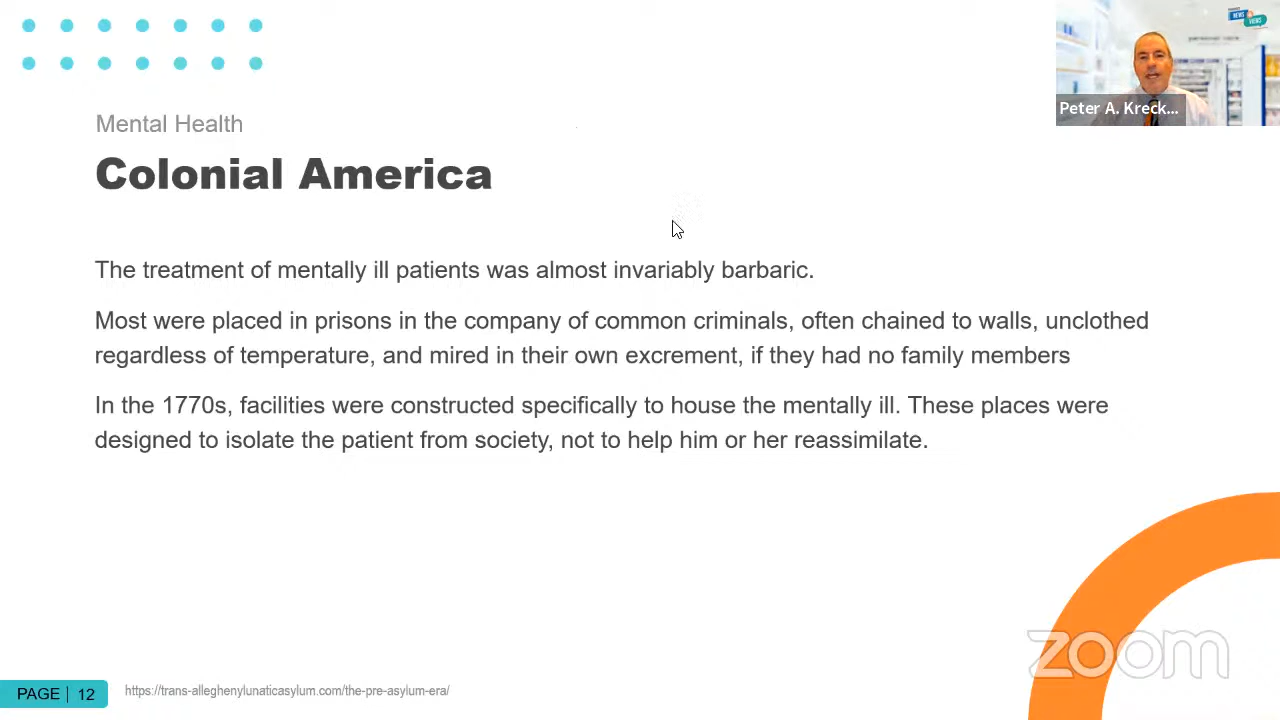 Mental Health
Colonial America
The treatment of mentally ill patients was almost invariably barbaric.
Most were placed in prisons in the company of common criminals, often chained to walls, unclothed
regardless of temperature, and mired in their own excrement, if they had no family members
In the 1770s, facilities were constructed specifically to house the mentally ill. These places were
designed to isolate the patient from society, not to help him or her reassimilate.
PAGE | 12
https://trans-alleghenylunaticasylum.com/the-pre-asylum-era/
zoom
NEWS
VIEWS
personal care
Peter A. Kreck...